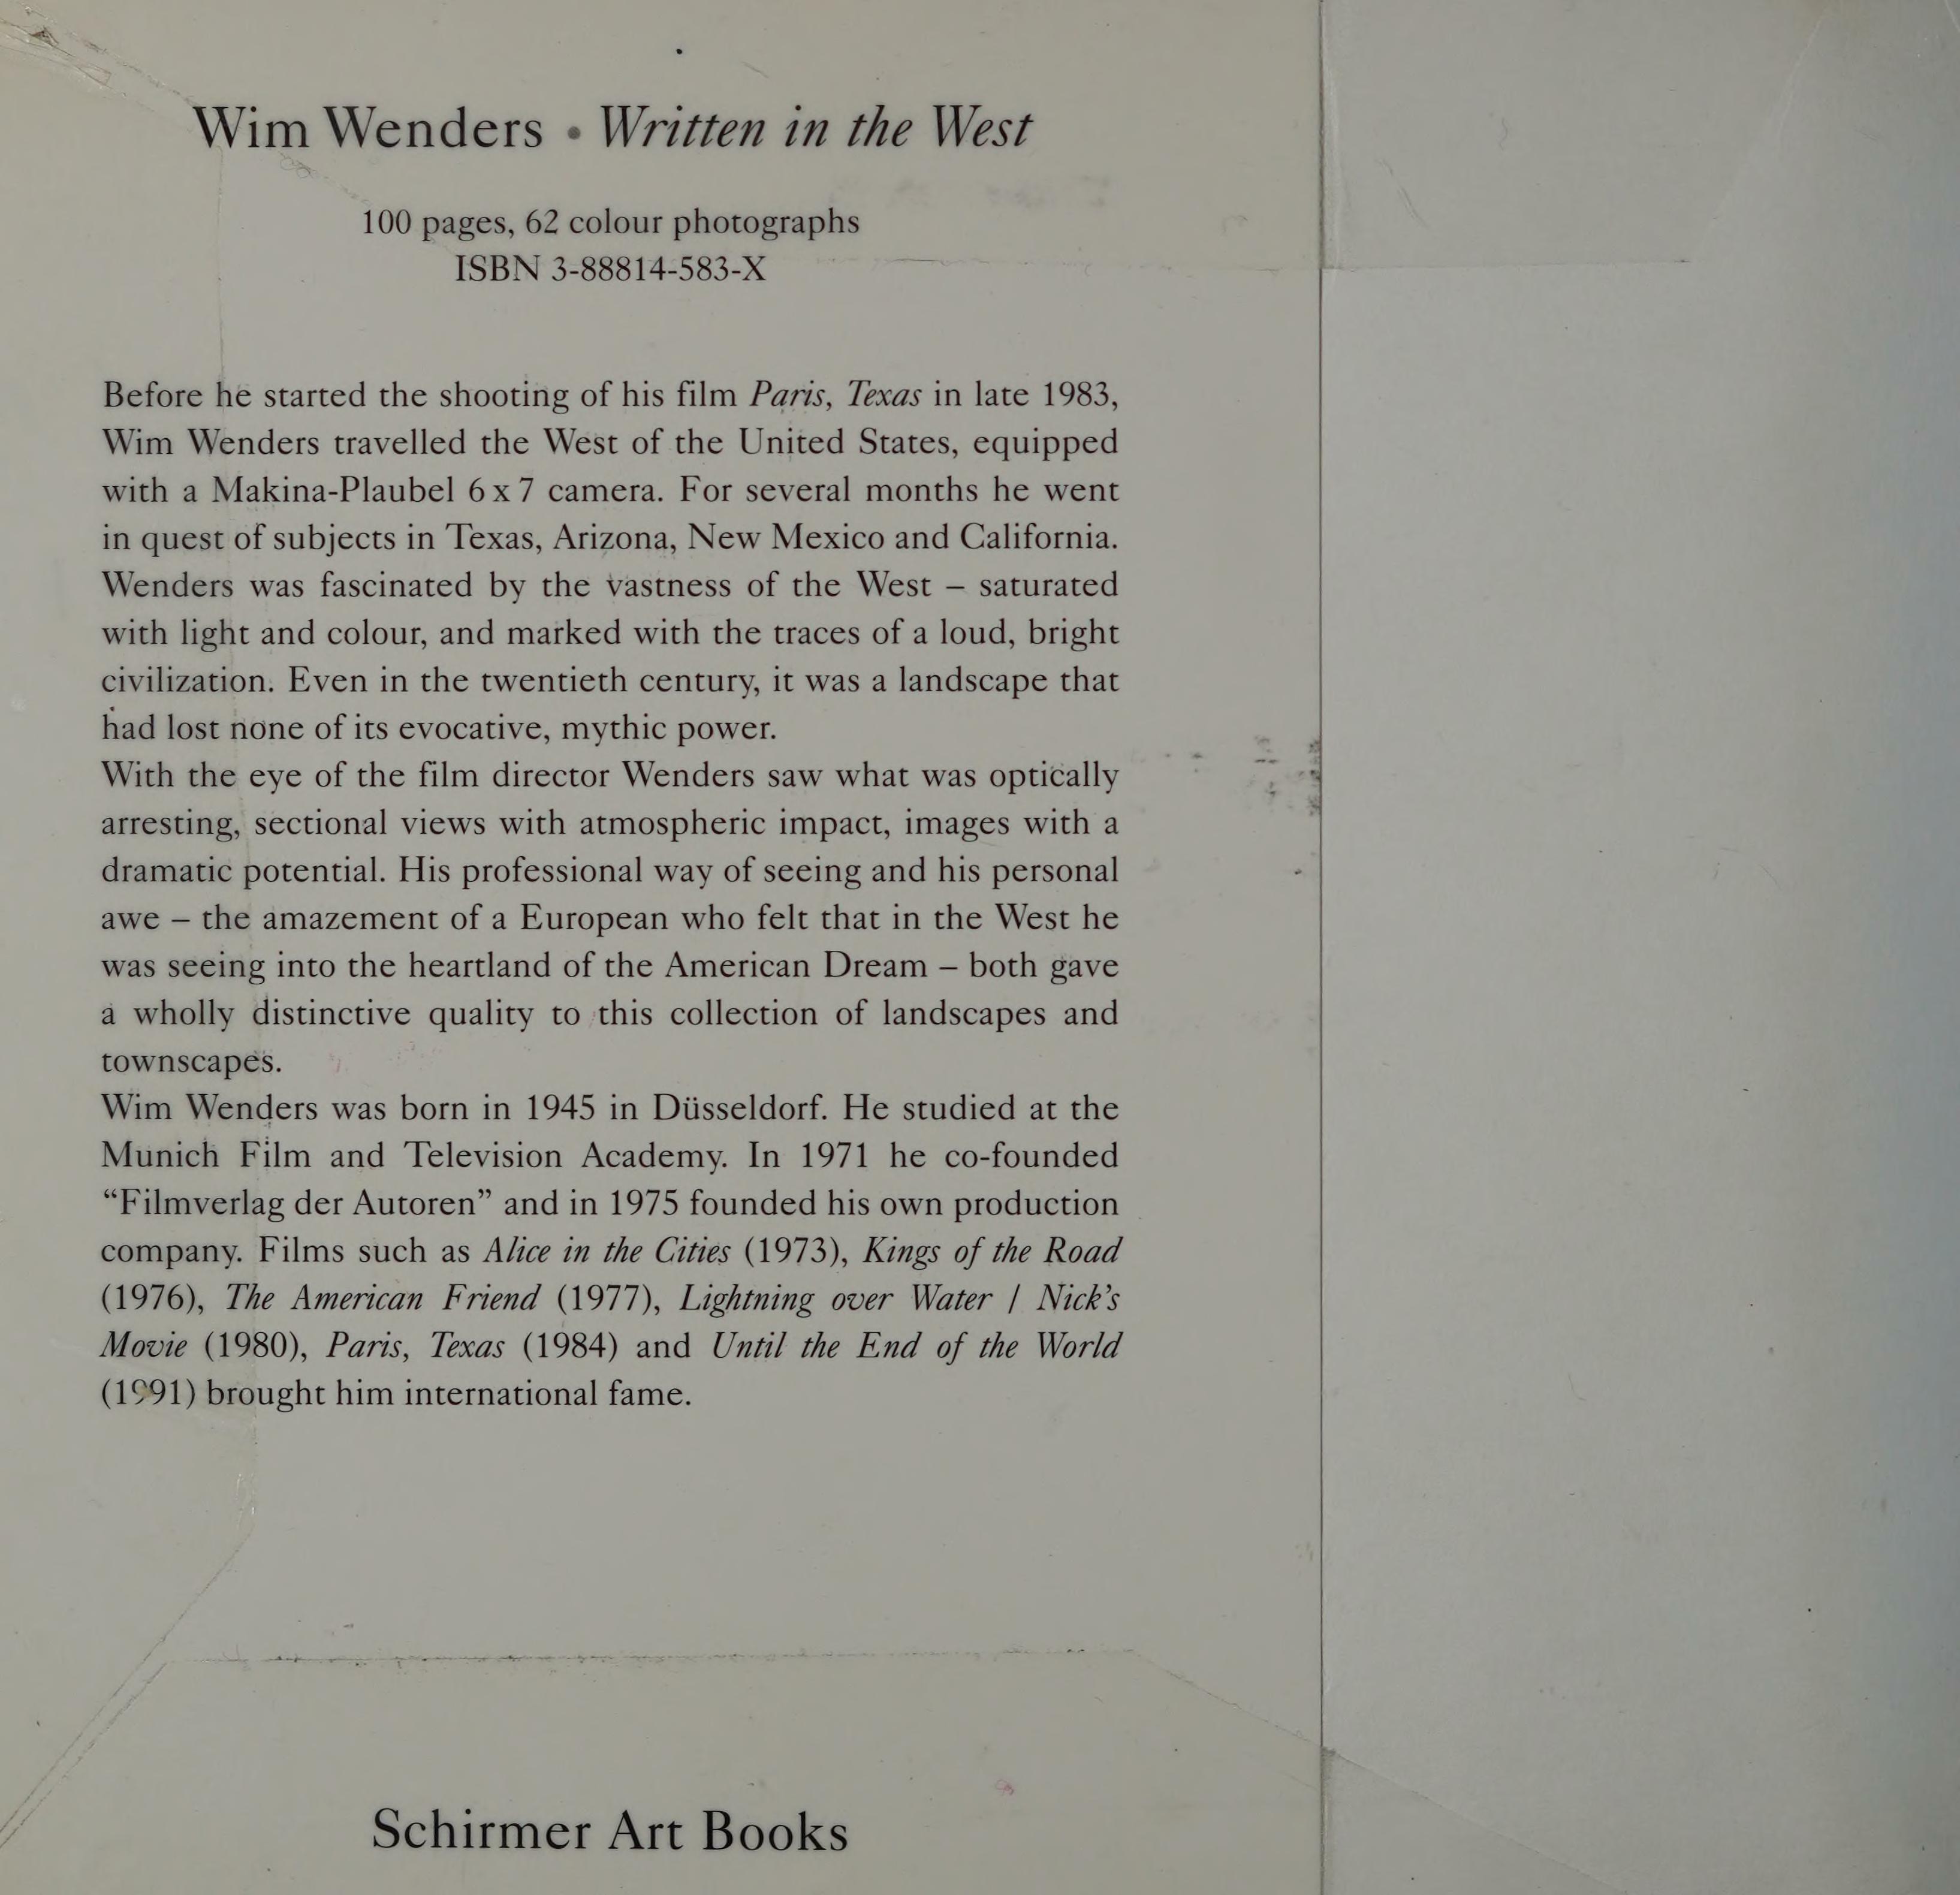 Wim Wenders • Written in the West
100 pages, 62 colour photographs
ISBN 3-88814-583-X
Before he started the shooting of his film Paris, Texas in late 1983,
Wim Wenders travelled the West of the United States, equipped
with a Makina-Plaubel 6 x 7 camera. For several months he went
in quest of subjects in Texas, Arizona, New Mexico and California.
Wenders was fascinated by the vastness of the West – saturated
with light and colour, and marked with the traces of a loud, bright
civilization. Even in the twentieth century, it was a landscape that
had lost none of its evocative, mythic power.
With the eye of the film director Wenders saw what was optically
arresting, sectional views with atmospheric impact, images with a
dramatic potential. His professional way of seeing and his personal
awe – the amazement of a European who felt that in the West he
was seeing into the heartland of the American Dream – both gave
a wholly distinctive quality to this collection of landscapes and
townscapes.
Wim Wenders was born in 1945 in Düsseldorf. He studied at the
Munich Film and Television Academy. In 1971 he co-founded
“Filmverlag der Autoren” and in 1975 founded his own production
company. Films such as Alice in the Cities (1973), Kings of the Road
(1976), The American Friend (1977), Lightning over Water / Nick’s
Movie (1980), Paris, Texas (1984) and Until the End of the World
(1991) brought him international fame.
Schirmer Art Books